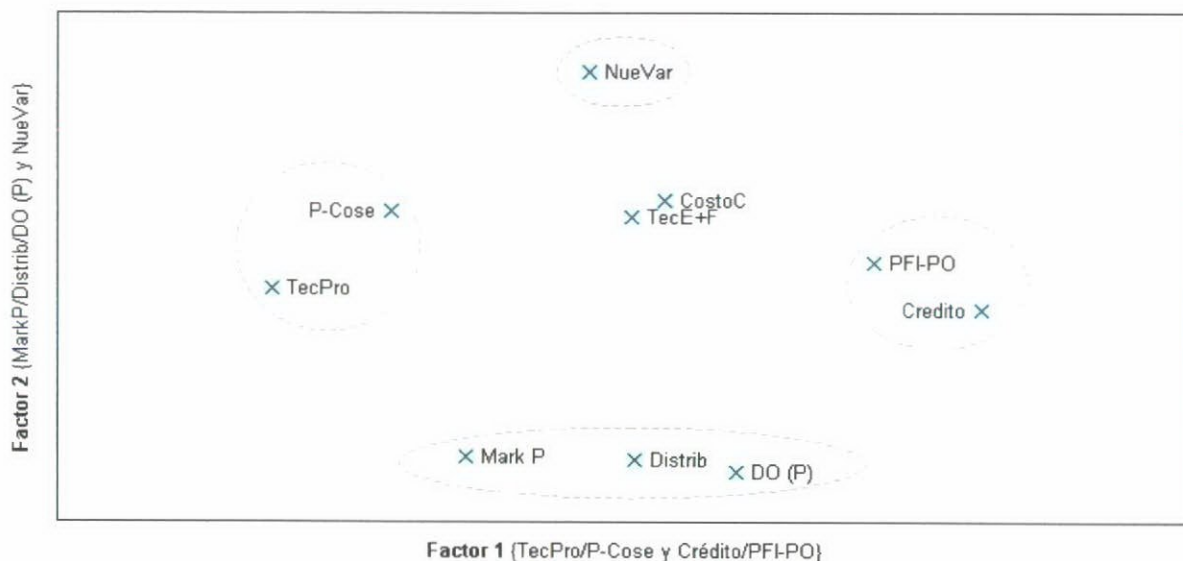 Factor 2 {MarkP/Distrib/DO (P) y NueVar}
NueVar
P-Cose
CostoC
TecE+F
TecPro
PFI-PO
Credito
Mark P
Distrib
DO (P)
Factor 1 {TecPro/P-Cose y Crédito/PFI-PO}